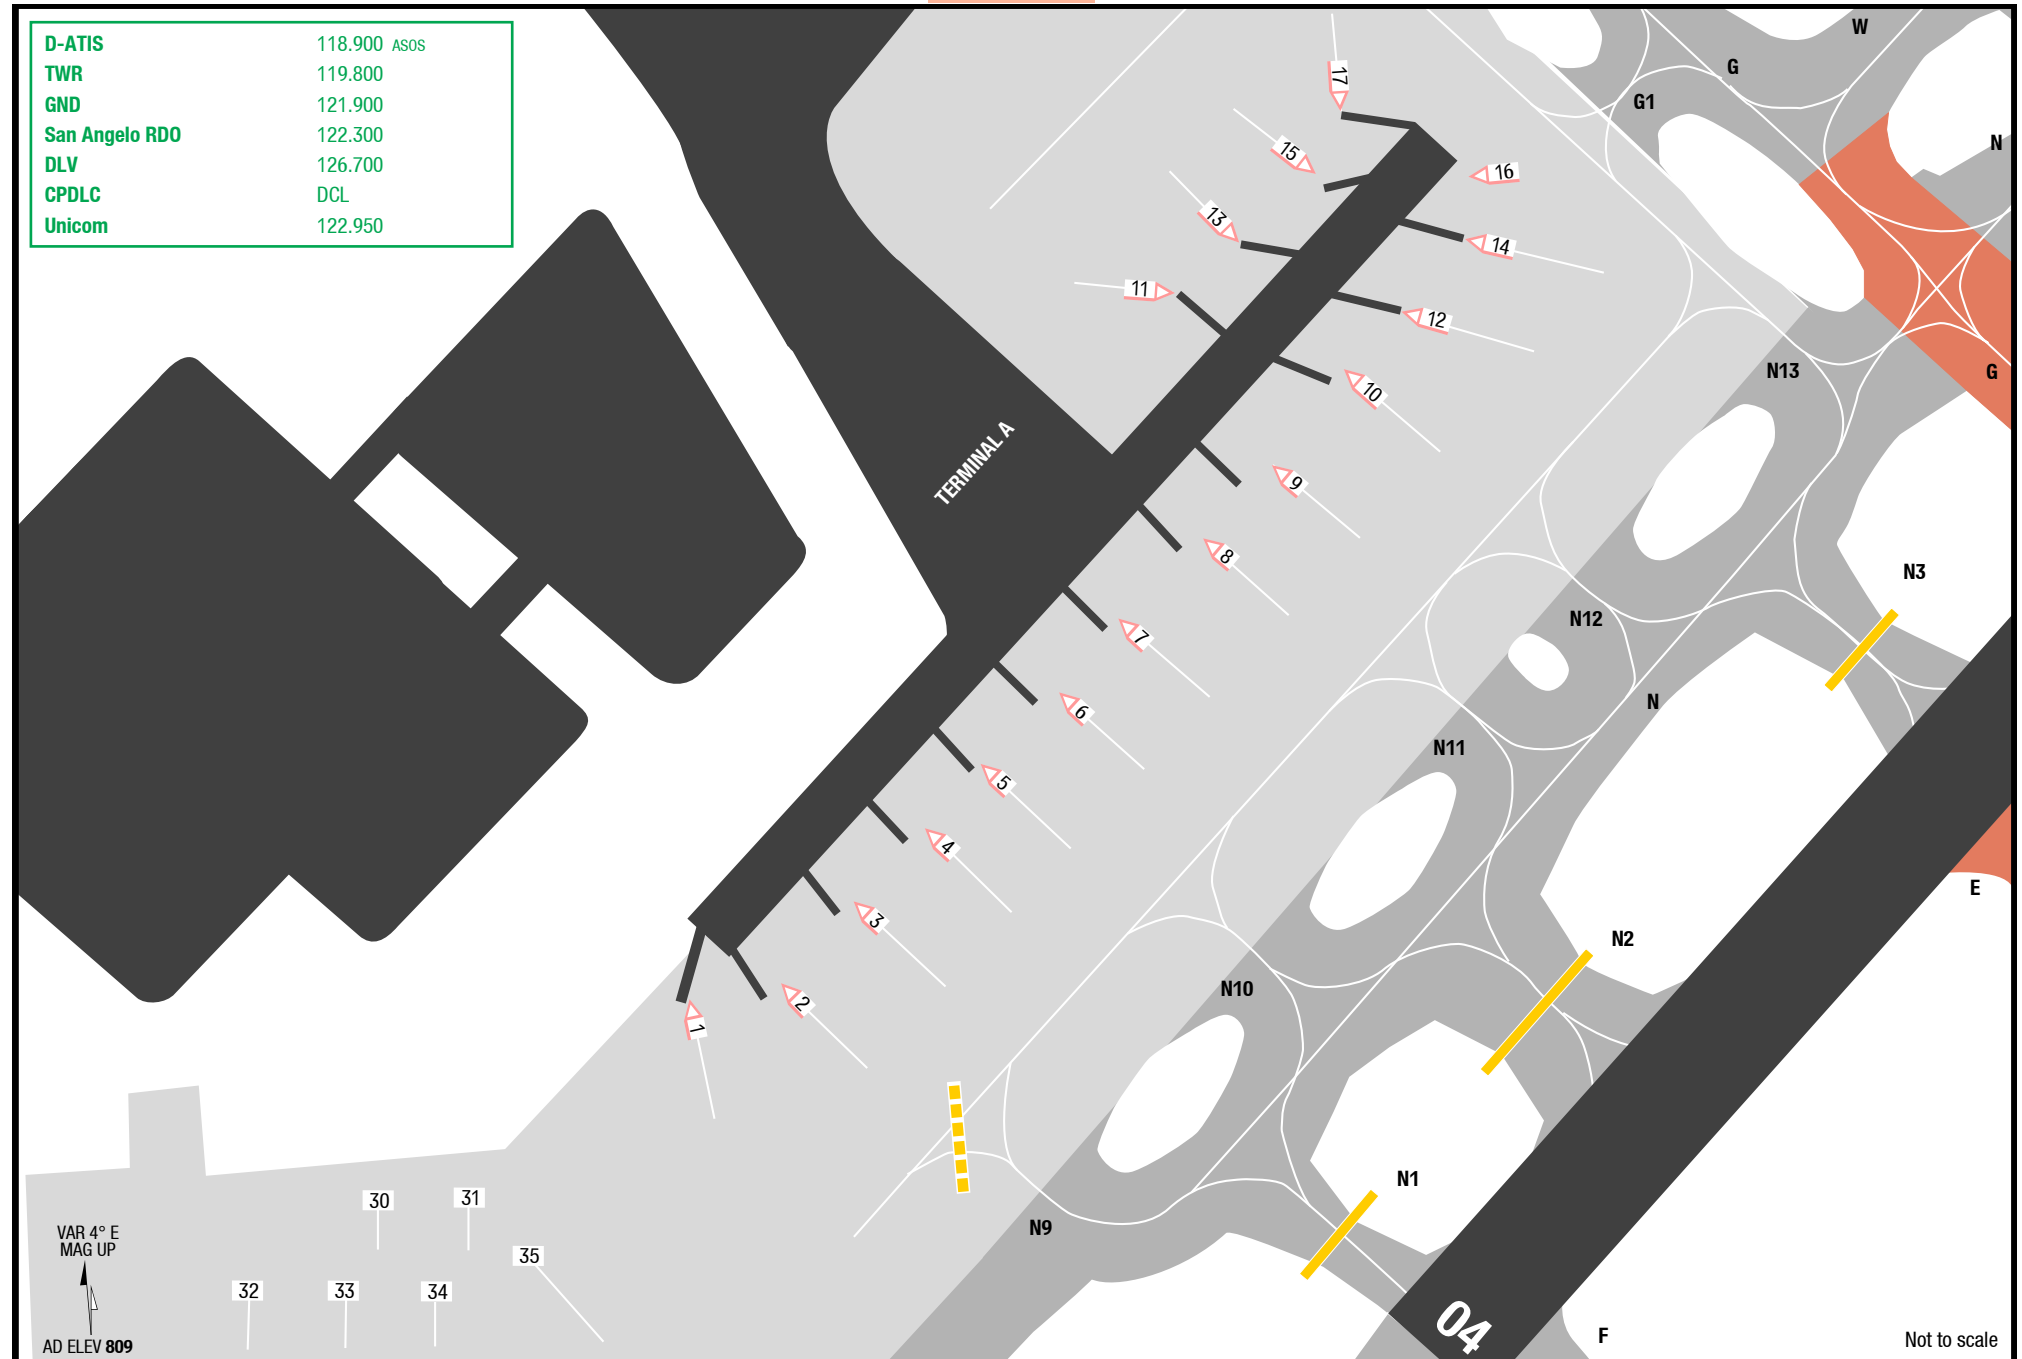 D-ATIS 118.900 ASOS
TWR 119.800
GND 121.900
San Angelo RDO 122.300
DLV 126.700
CPDLC DCL
Unicom 122.950
W
G
G1
N
17
15
16
13
14
11
12
10
N13
G
TERMINAL A
9
8
N3
7
N12
6
N
N11
5
4
E
3
N2
2
N10
1
N1
30
31
N9
35
VAR 4° E
MAG UP
32
33
34
04
F
AD ELEV 809
Not to scale